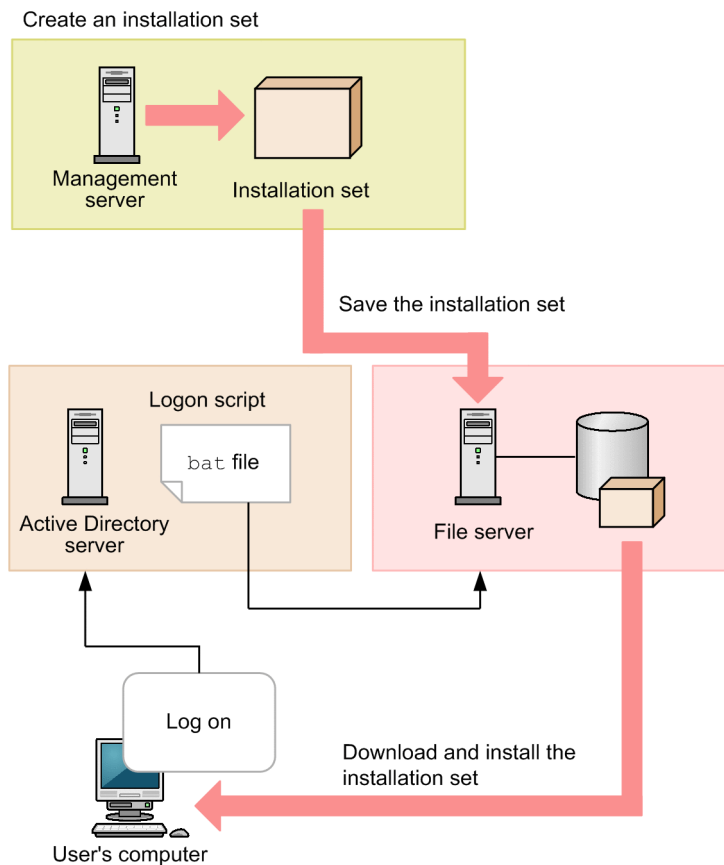 Create an installation set
Management
server
Installation set
Save the installation set
Logon script
bat file
Active Directory
server
File server
Log on
Download and install the
installation set
User's computer